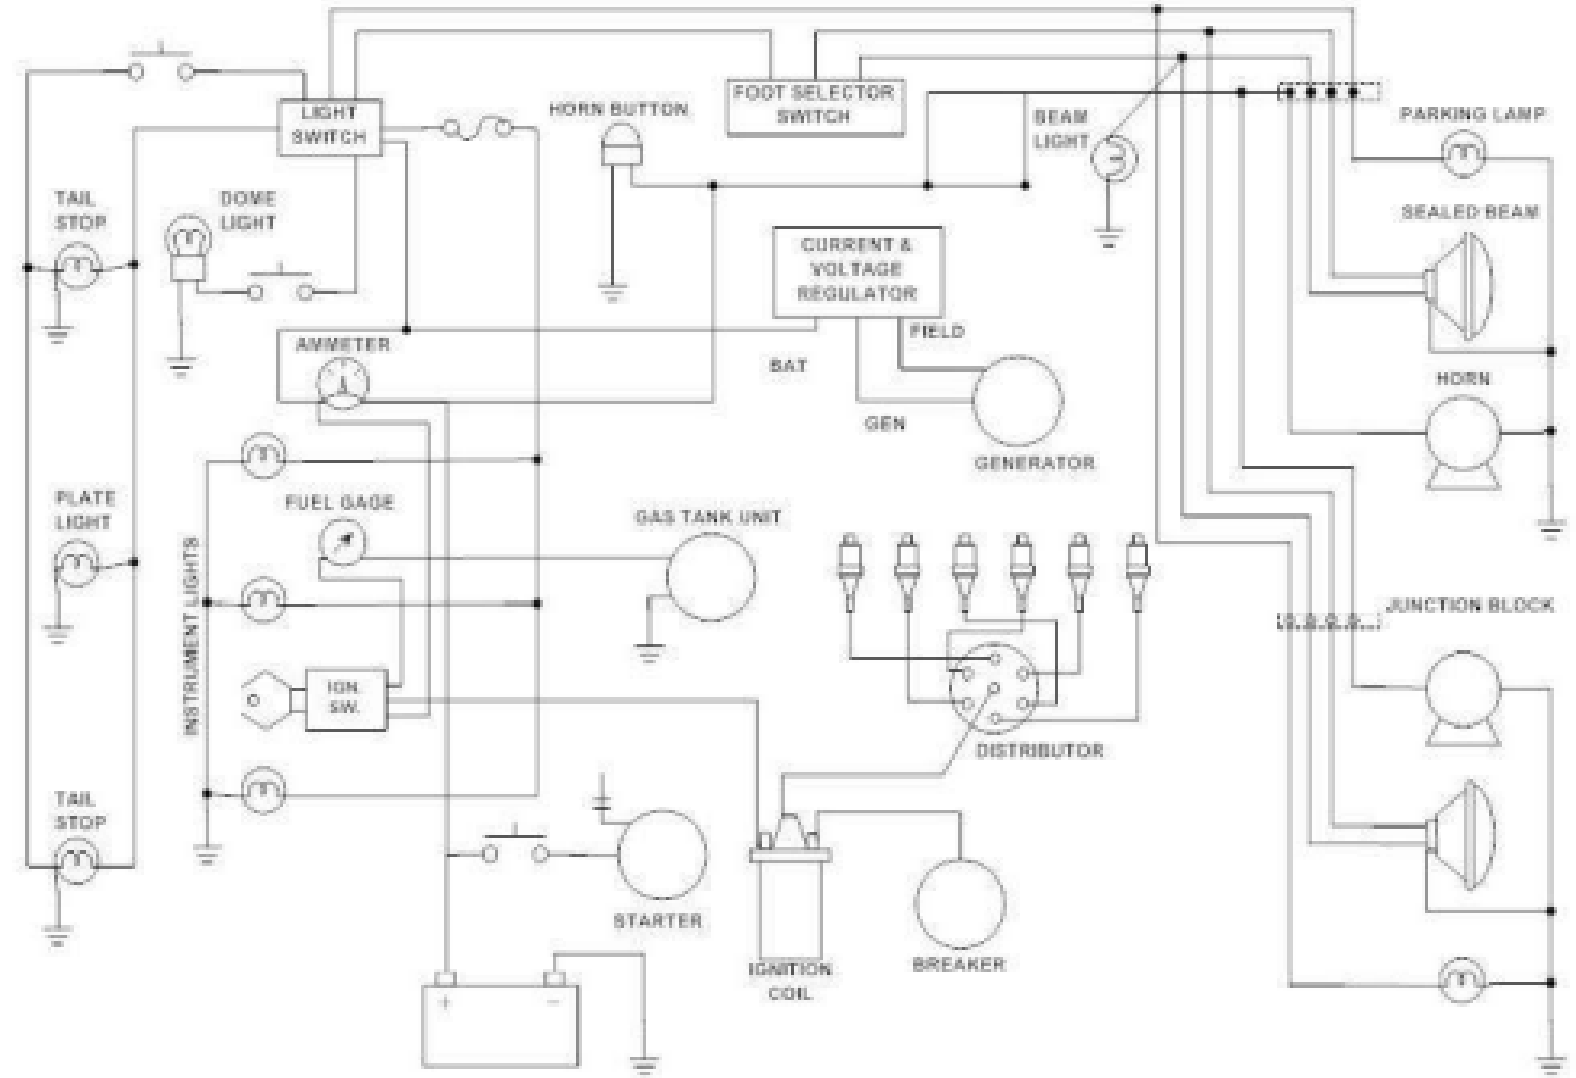 LIGHT
SWITCH
HORN BUTTON
FOOT SELECTOR
SWITCH
BEAM
LIGHT
PARKING LAMP
TAIL
STOP
DOME
LIGHT
SEALED BEAM
CURRENT &
VOLTAGE
REGULATOR
FIELD
AMMETER
BAT
HORN
GEN
GENERATOR
PLATE
LIGHT
FUEL GAGE
GAS TANK UNIT
INSTRUMENT LIGHTS
JUNCTION BLOCK
IGN.
SW.
DISTRIBUTOR
TAIL
STOP
STARTER
IGNITION
COIL
BREAKER
+ −